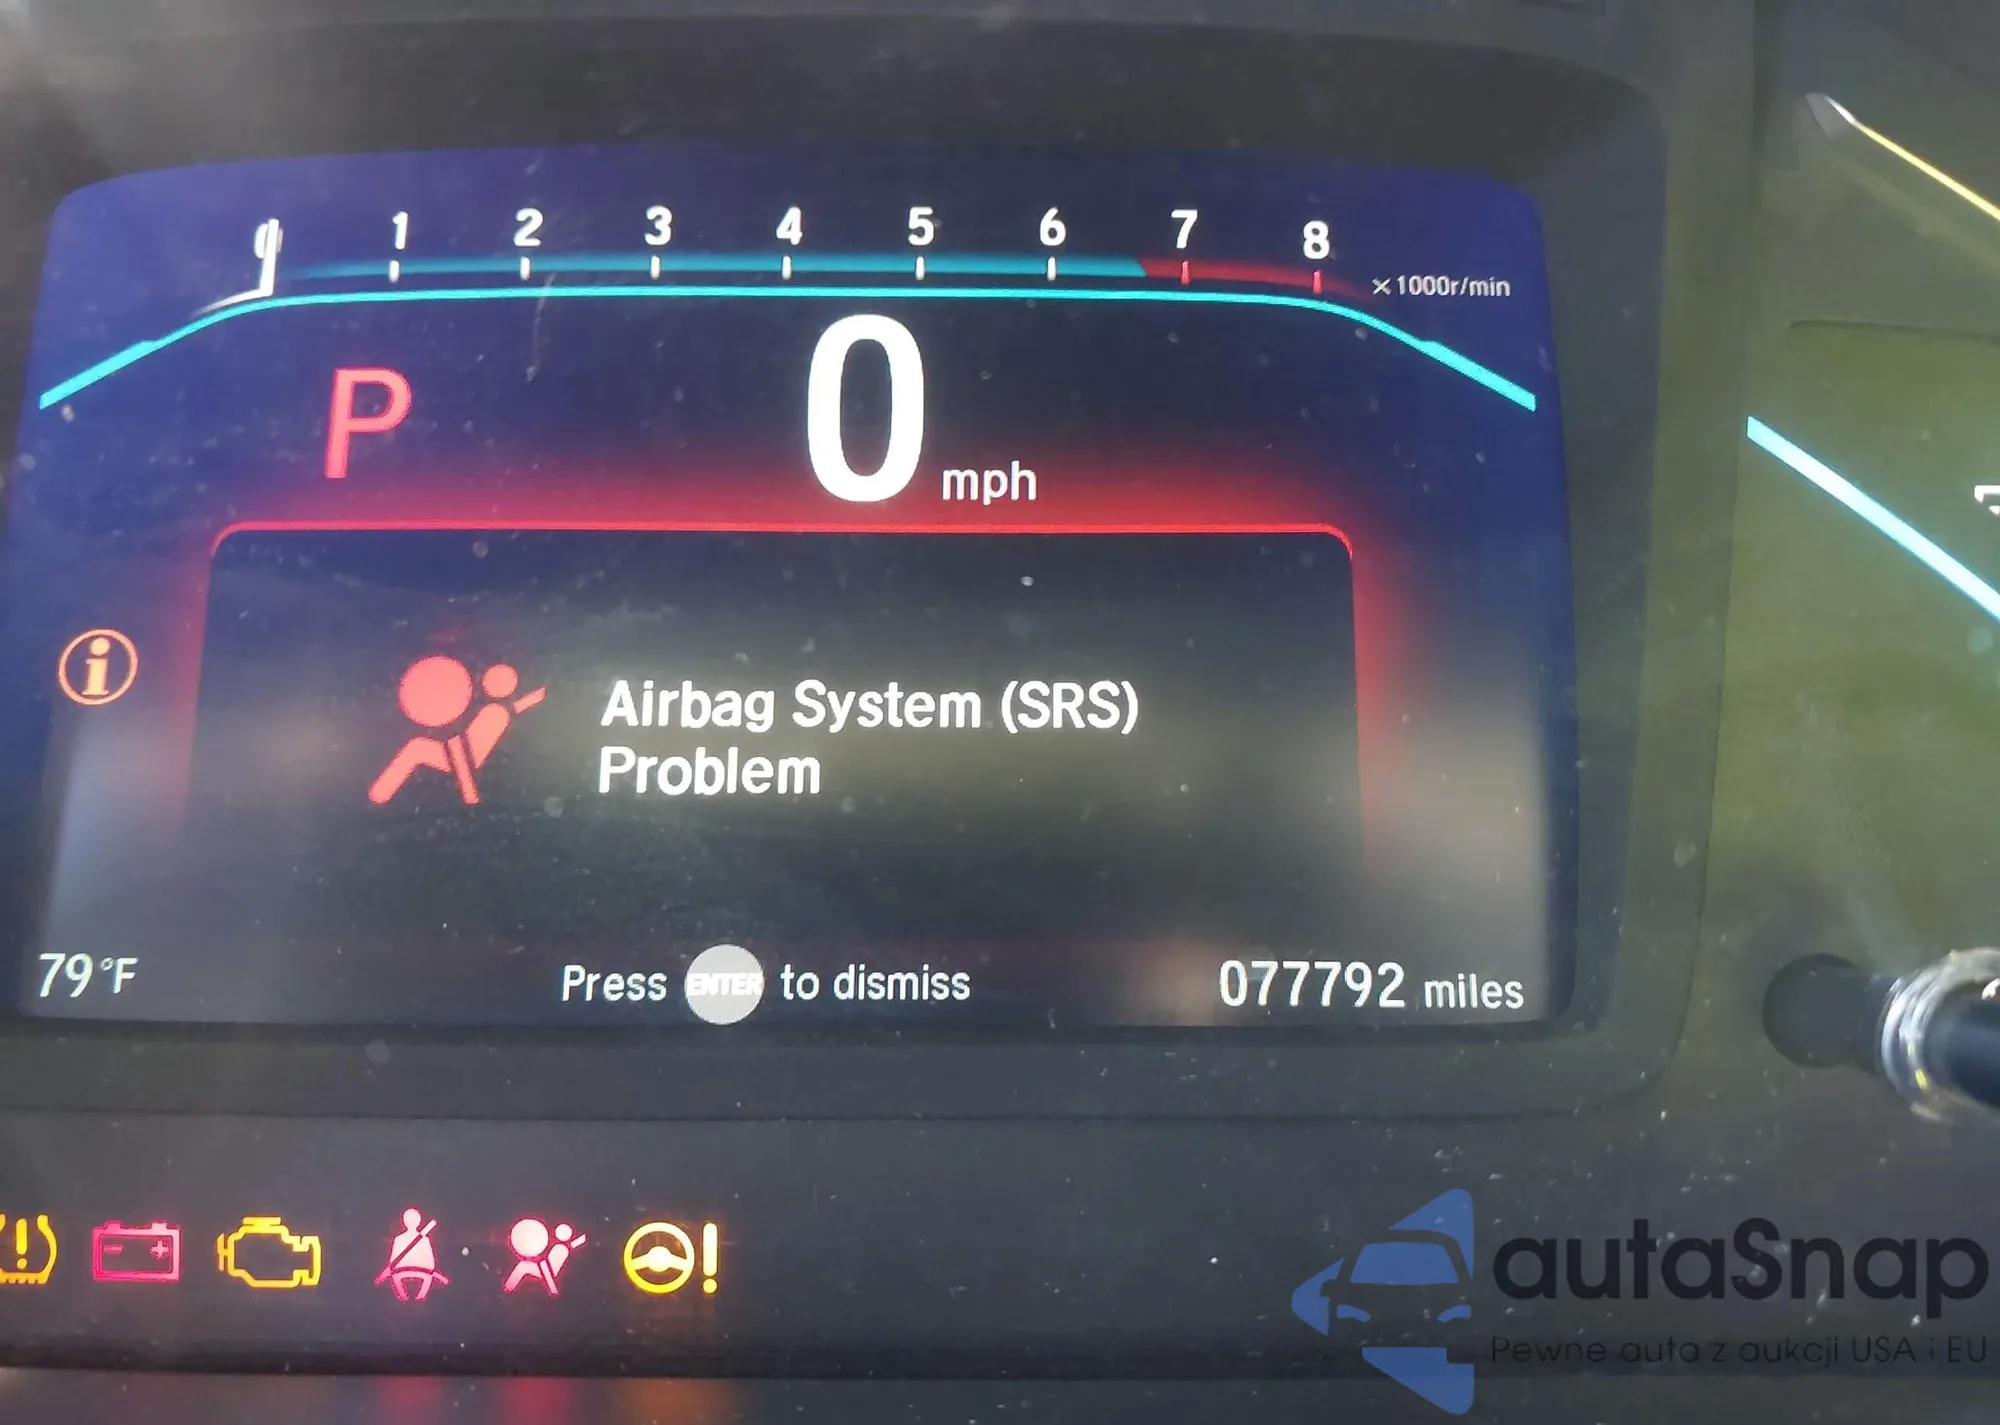 0 1 2 3 4 5 6 7 8
x1000r/min
P
0 mph
Airbag System (SRS)
Problem
79°F
Press ENTER to dismiss
077792 miles
autaSnap
Pewne auta z aukcji USA i EU